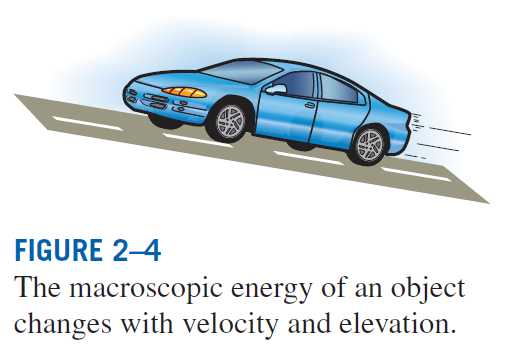 FIGURE 2–4
The macroscopic energy of an object
changes with velocity and elevation.